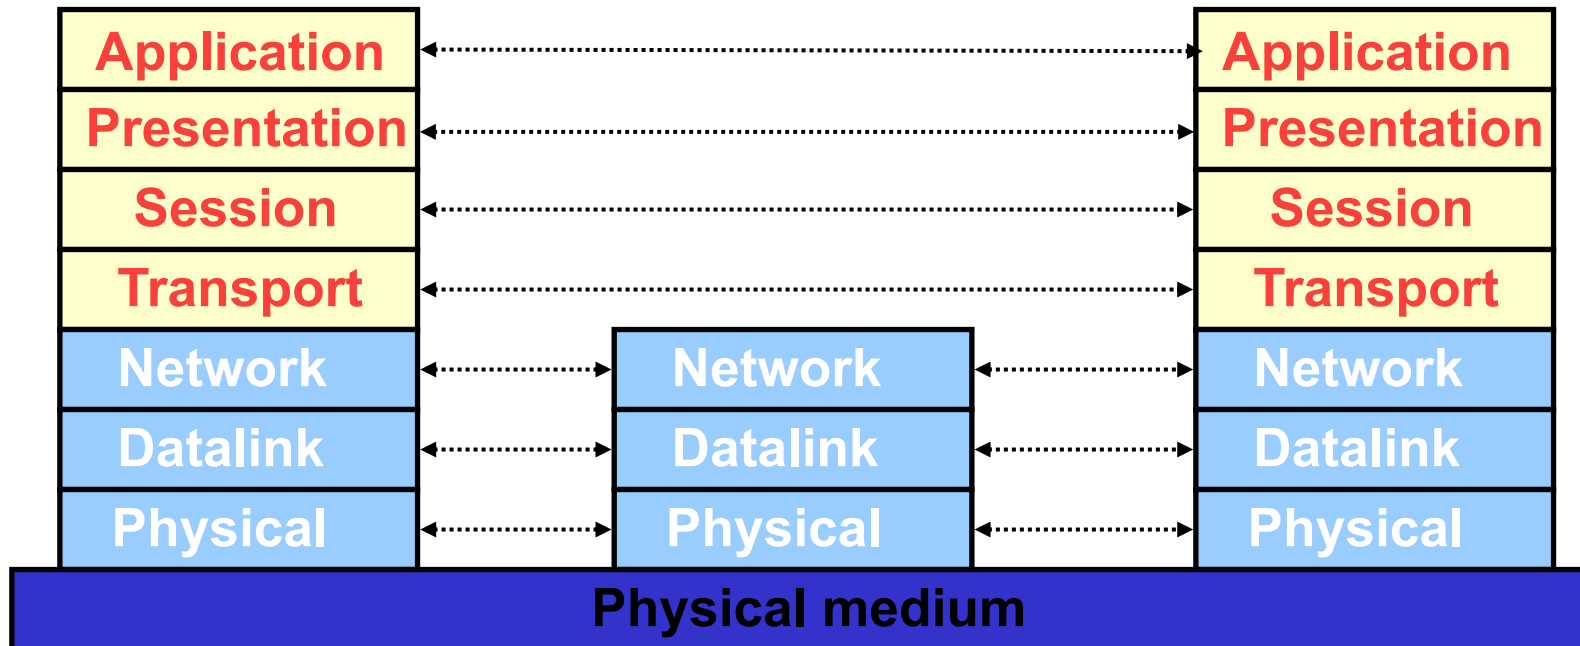 Application Application
Presentation Presentation
Session Session
Transport Transport
Network Network Network
Datalink Datalink Datalink
Physical Physical Physical
Physical medium